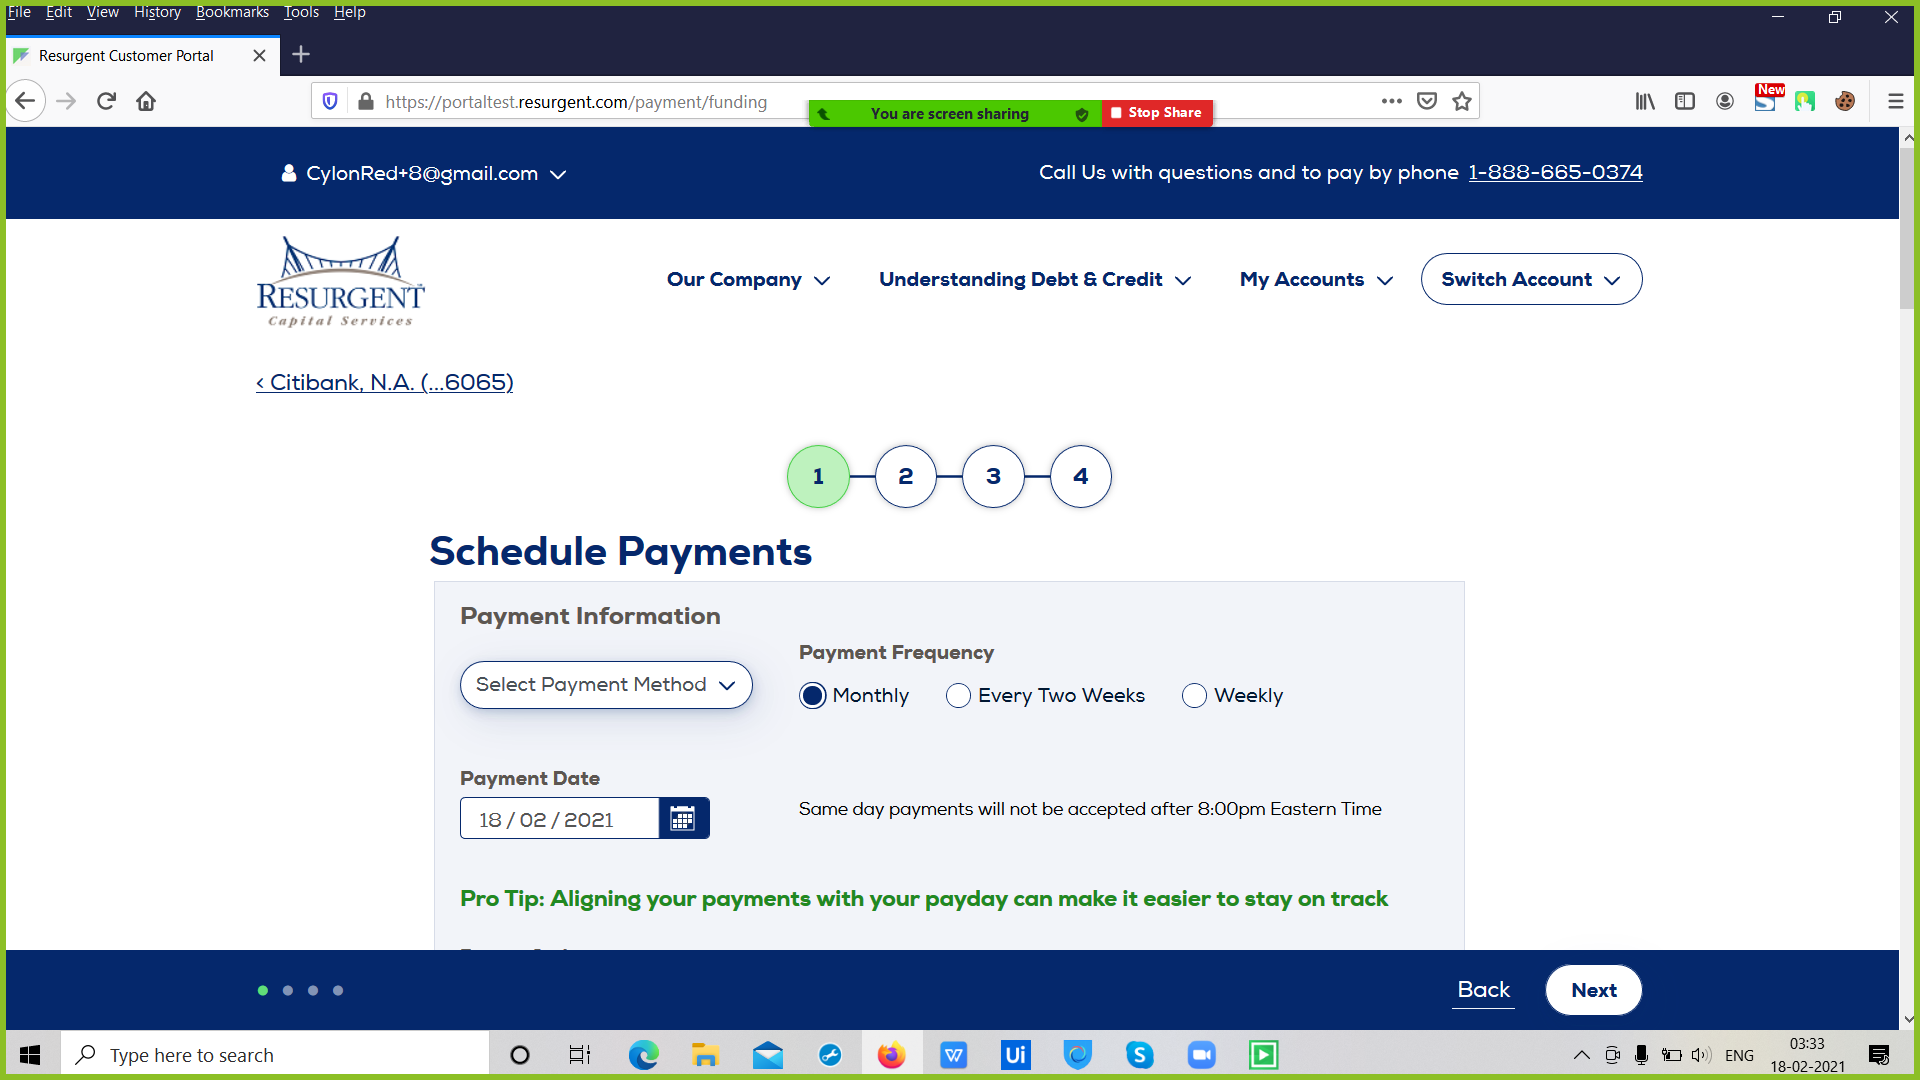 File Edit View History Bookmarks Tools Help
Resurgent Customer Portal
https://portaltest.resurgent.com/payment/funding
You are screen sharing
Stop Share
New
CylonRed+8@gmail.com
Call Us with questions and to pay by phone 1-888-665-0374
RESURGENT
Capital Services
Our Company
Understanding Debt & Credit
My Accounts
Switch Account
< Citibank, N.A. (...6065)
1 2 3 4
Schedule Payments
Payment Information
Payment Frequency
Select Payment Method
Monthly Every Two Weeks Weekly
Payment Date
18 / 02 / 2021
Same day payments will not be accepted after 8:00pm Eastern Time
Pro Tip: Aligning your payments with your payday can make it easier to stay on track
Back
Next
Type here to search
Ui
ENG
03:33
18-02-2021